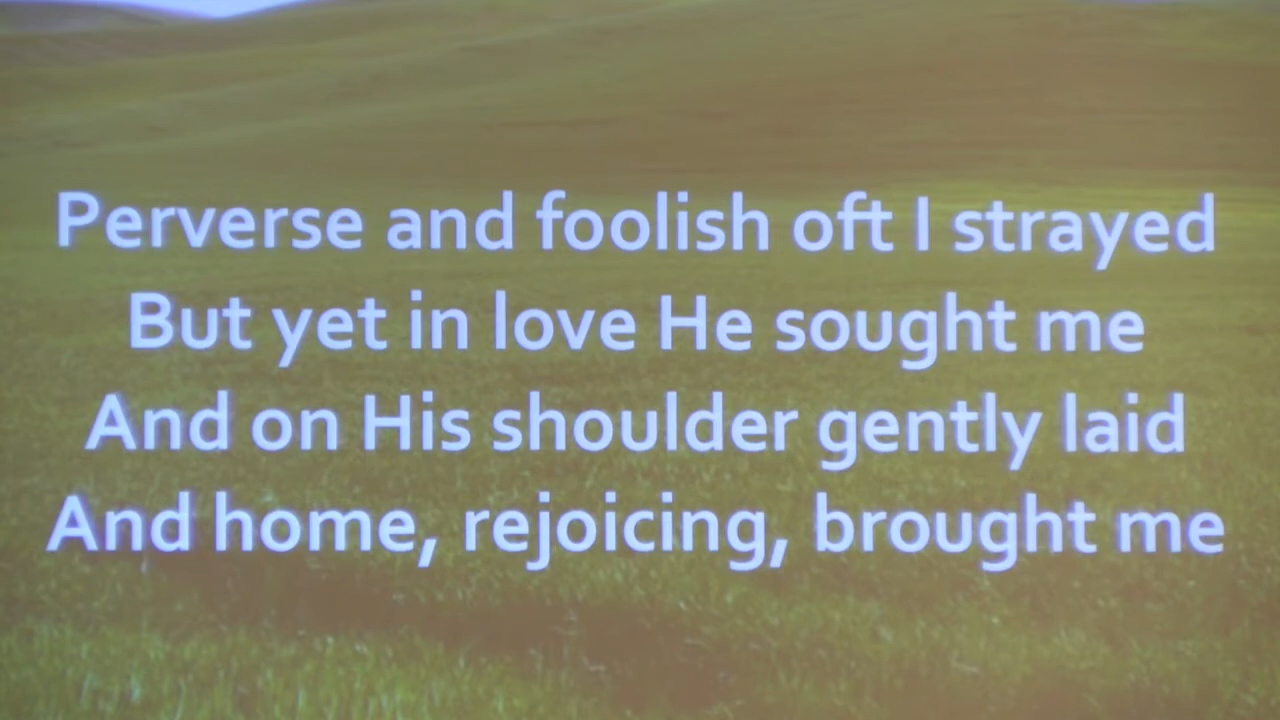 Perverse and foolish oft I strayed
But yet in love He sought me
And on His shoulder gently laid
And home, rejoicing, brought me